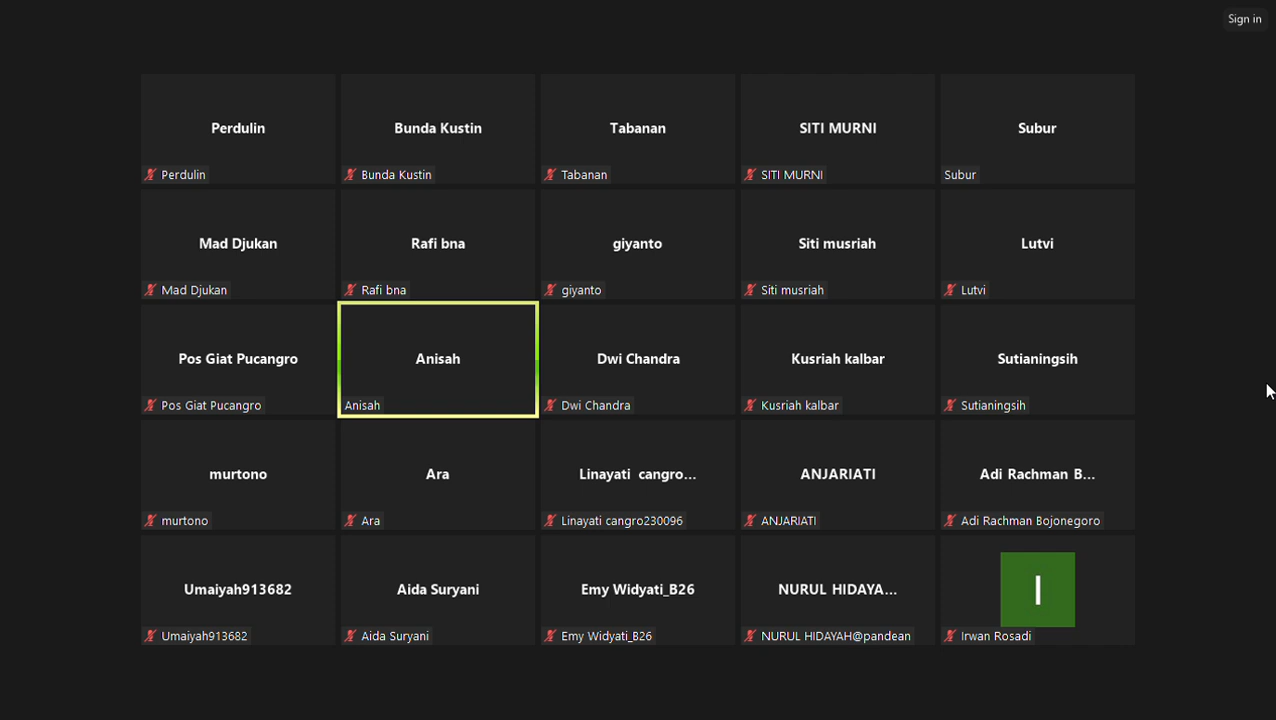 Sign in
Perdulin
Bunda Kustin
Tabanan
SITI MURNI
Subur
Perdulin
Bunda Kustin
Tabanan
SITI MURNI
Subur
Mad Djukan
Rafi bna
giyanto
Siti musriah
Lutvi
Mad Djukan
Rafi bna
giyanto
Siti musriah
Lutvi
Pos Giat Pucangro
Anisah
Dwi Chandra
Kusriah kalbar
Sutianingsih
Pos Giat Pucangro
Anisah
Dwi Chandra
Kusriah kalbar
Sutianingsih
murtono
Ara
Linayati cangro...
ANJARIATI
Adi Rachman B...
murtono
Ara
Linayati cangro230096
ANJARIATI
Adi Rachman Bojonegoro
Umaiyah913682
Aida Suryani
Emy Widyati_B26
NURUL HIDAYA...
I
Umaiyah913682
Aida Suryani
Emy Widyati_B26
NURUL HIDAYAH@pandean
Irwan Rosadi